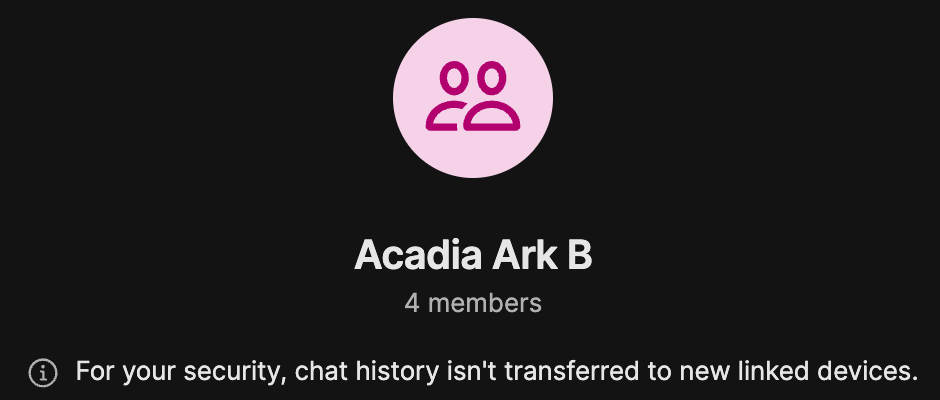 Acadia Ark B
4 members
For your security, chat history isn't transferred to new linked devices.